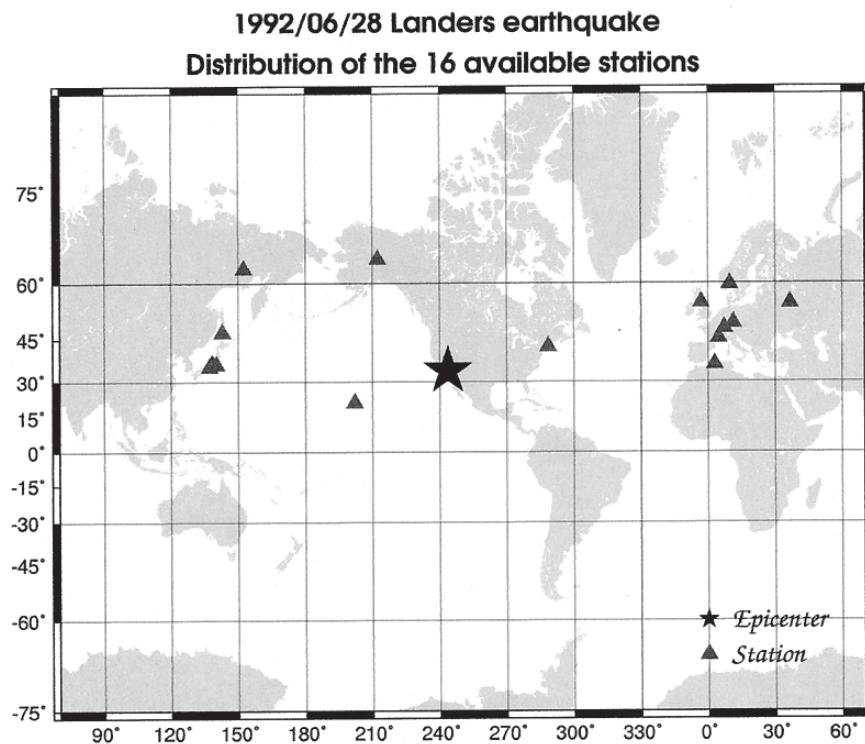 1992/06/28 Landers earthquake
Distribution of the 16 available stations
75°
60°
45°
30°
15°
0°
-15°
-30°
-45°
-60°
-75°
Epicenter
Station
90° 120° 150° 180° 210° 240° 270° 300° 330° 0° 30° 60°